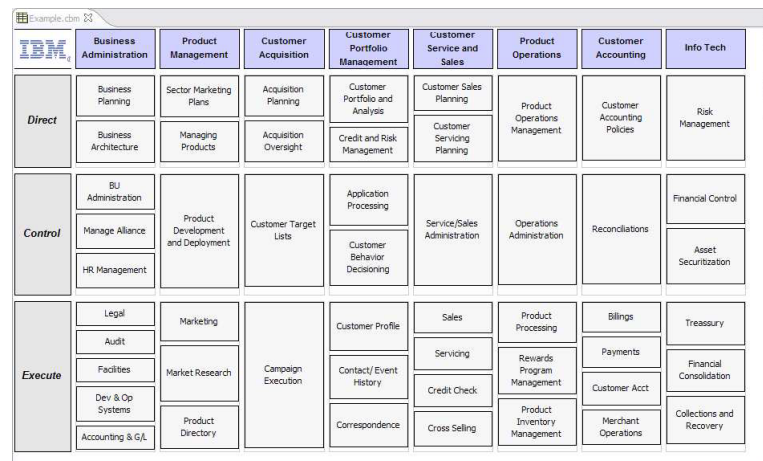 Example.cbm
IBM
Business
Administration
Product
Management
Customer
Acquisition
Customer
Portfolio
Management
Customer
Service and
Sales
Product
Operations
Customer
Accounting
Info Tech
Direct
Business
Planning
Business
Architecture
Sector Marketing
Plans
Managing
Products
Acquisition
Planning
Acquisition
Oversight
Customer
Portfolio and
Analysis
Credit and Risk
Management
Customer Sales
Planning
Customer
Servicing
Planning
Product
Operations
Management
Customer
Accounting
Policies
Risk
Management
Control
BU
Administration
Manage Alliance
HR Management
Product
Development
and Deployment
Customer Target
Lists
Application
Processing
Customer
Behavior
Decisioning
Service/Sales
Administration
Operations
Administration
Reconciliations
Financial Control
Asset
Securitization
Execute
Legal
Audit
Facilities
Dev & Op
Systems
Accounting & G/L
Marketing
Market Research
Product
Directory
Campaign
Execution
Customer Profile
Contact/ Event
History
Correspondence
Sales
Servicing
Credit Check
Cross Selling
Product
Processing
Rewards
Program
Management
Product
Inventory
Management
Billings
Payments
Customer Acct
Merchant
Operations
Treassury
Financial
Consolidation
Collections and
Recovery